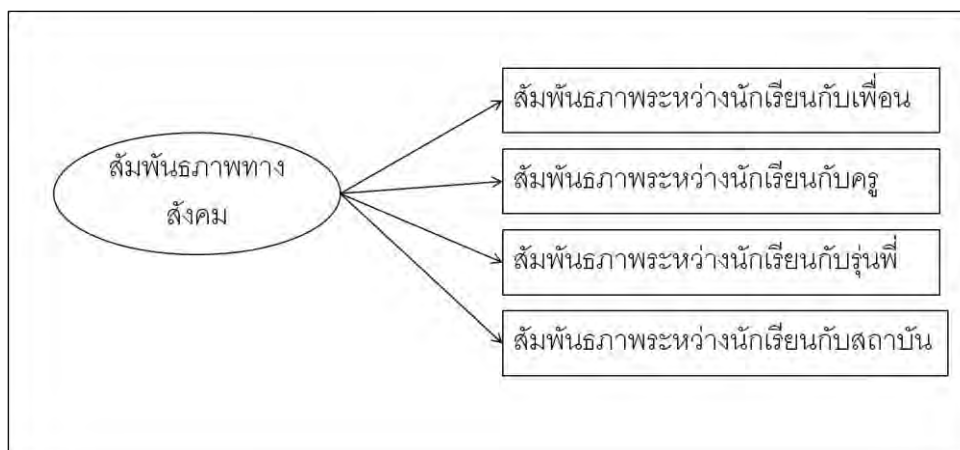 สัมพันธภาพทาง
สังคม
สัมพันธภาพระหว่างนักเรียนกับเพื่อน
สัมพันธภาพระหว่างนักเรียนกับครู
สัมพันธภาพระหว่างนักเรียนกับรุ่นพี่
สัมพันธภาพระหว่างนักเรียนกับสถาบัน